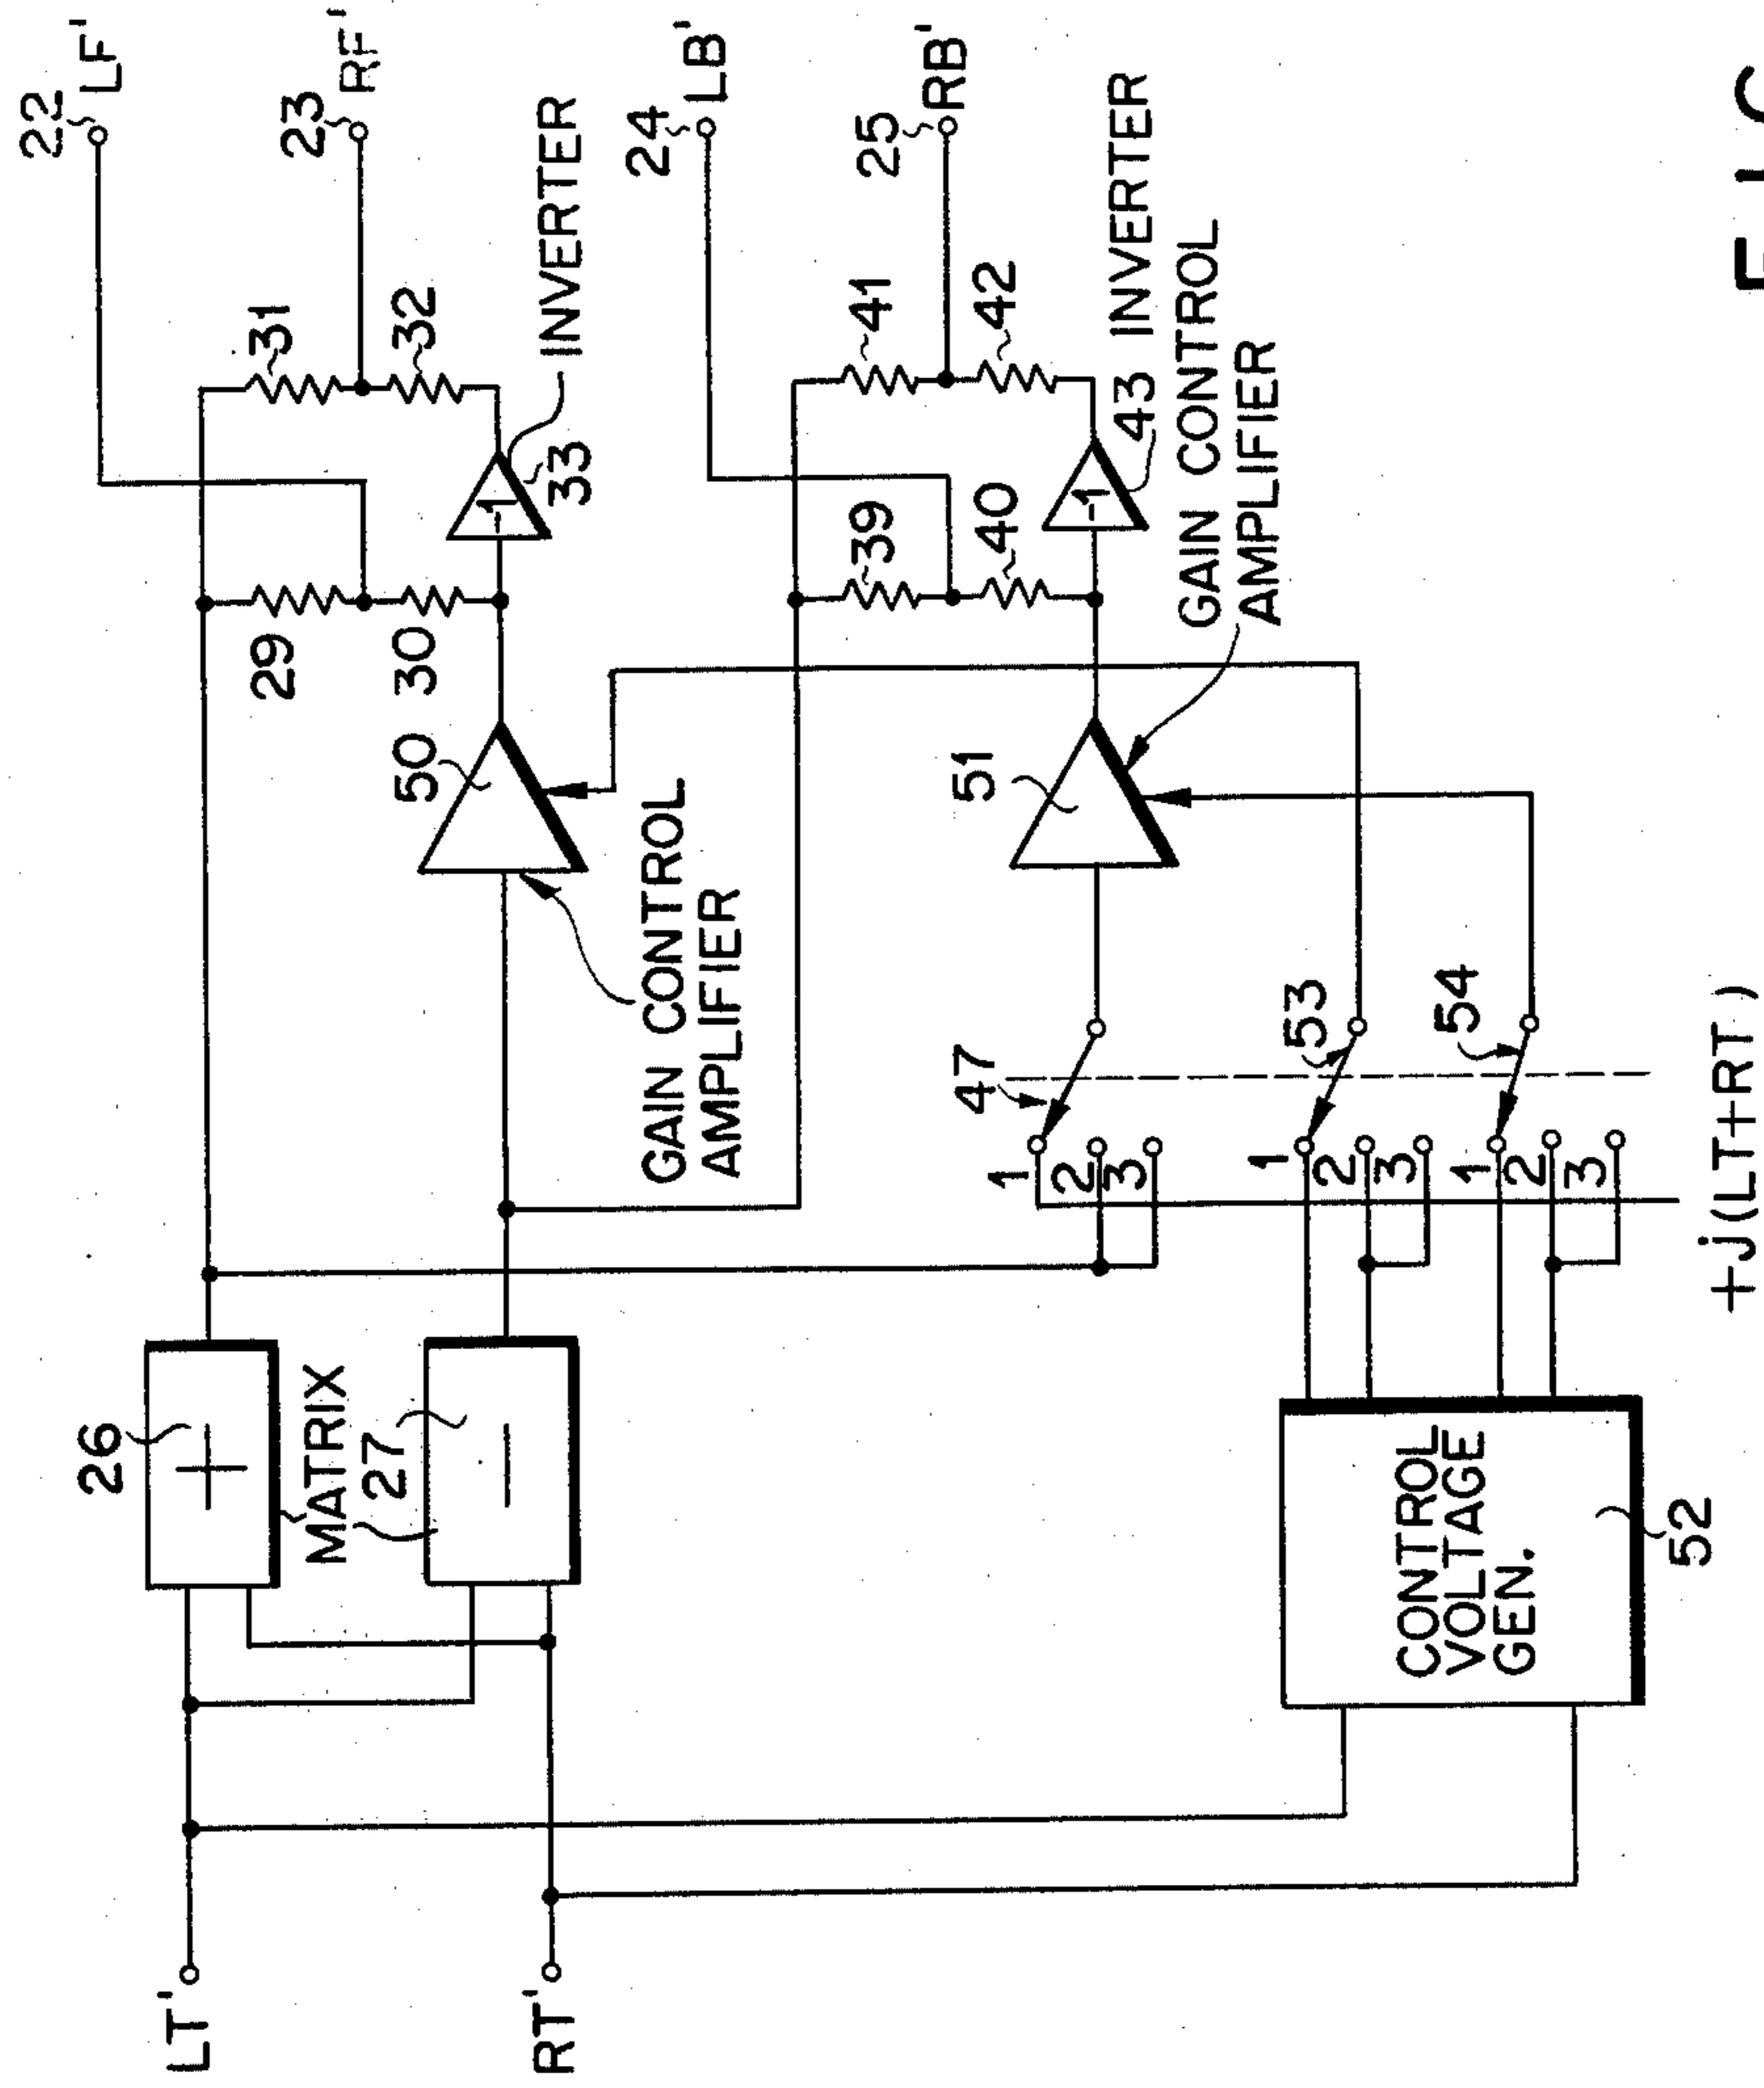 22
LF'
23
RF'
31
32
29
30
50
33
INVERTER
GAIN CONTROL
AMPLIFIER
-1
24
LB'
25
RB'
39
40
41
42
43
-1
INVERTER
GAIN CONTROL
AMPLIFIER
51
47
1
2
3
53
1
2
3
54
1
2
3
26
+
MATRIX
27
−
LT'
RT'
CONTROL
VOLTAGE
GEN.
52
+j(LT+RT)